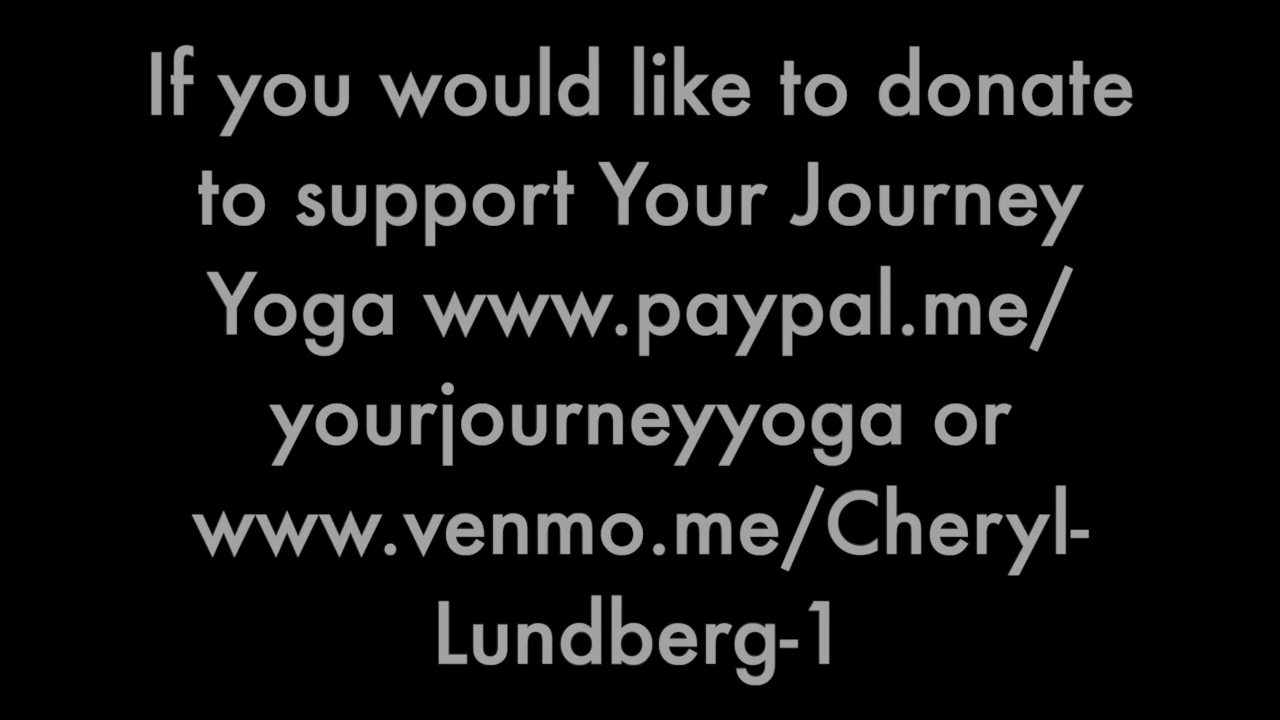 If you would like to donate
to support Your Journey
Yoga www.paypal.me/
yourjourneyyoga or
www.venmo.me/Cheryl-
Lundberg-1